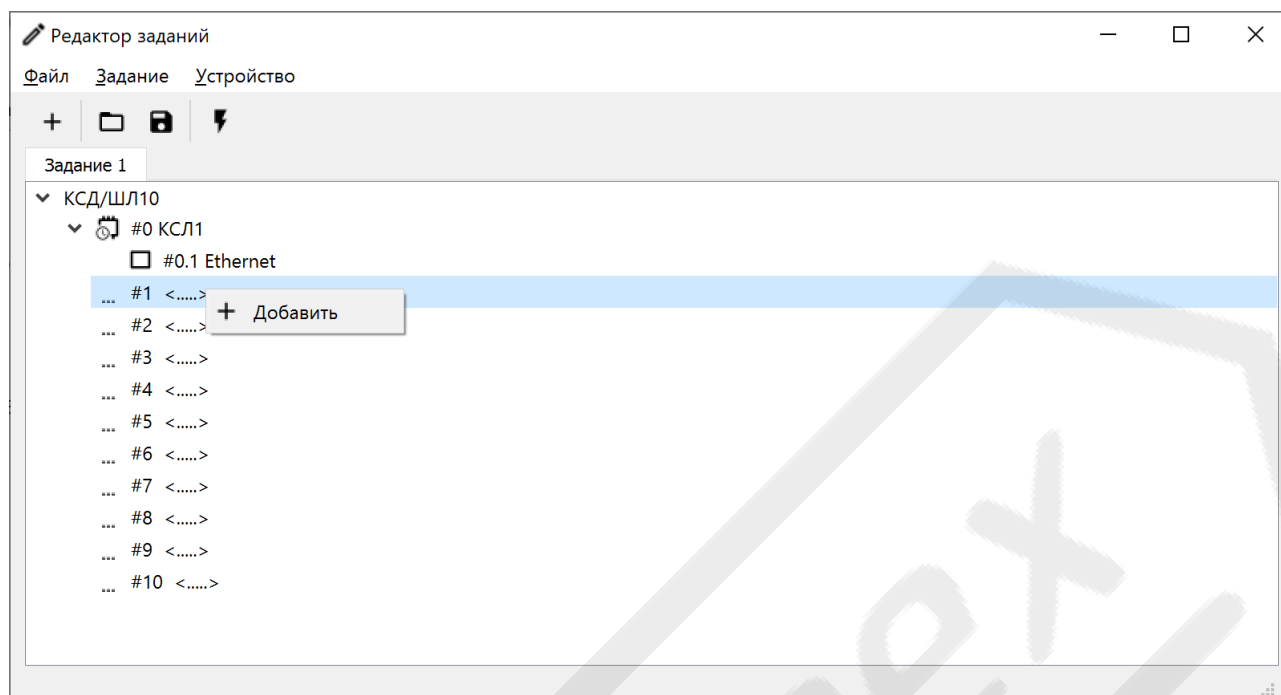 Редактор заданий
Файл Задание Устройство
Задание 1
КСД/ШЛ10
#0 КСЛ1
#0.1 Ethernet
#1 <.....>
Добавить
#2 <.....>
#3 <.....>
#4 <.....>
#5 <.....>
#6 <.....>
#7 <.....>
#8 <.....>
#9 <.....>
#10 <.....>
ex